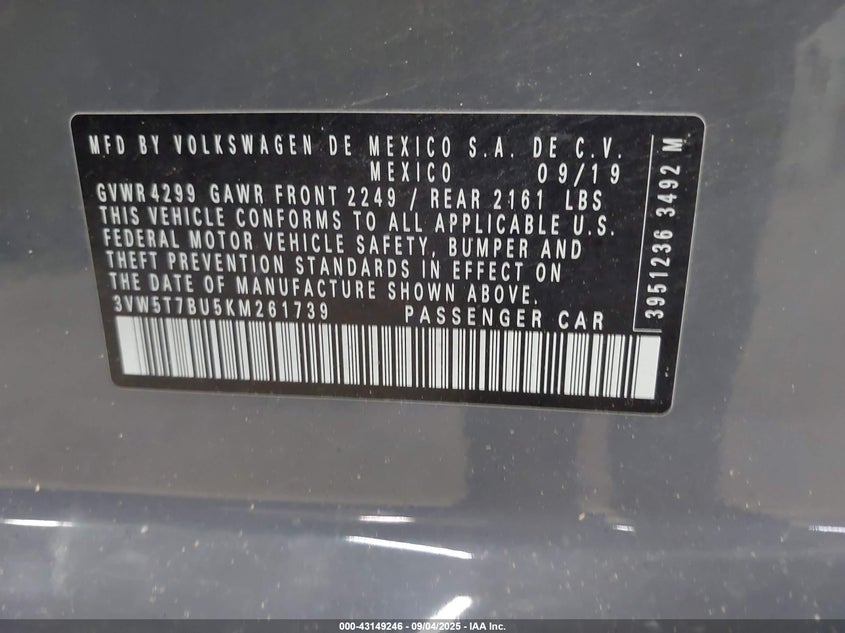 MFD BY VOLKSWAGEN DE MEXICO S.A. DE C.V.
MEXICO 09/19
GVWR 4299 GAWR FRONT 2249 / REAR 2161 LBS
THIS VEHICLE CONFORMS TO ALL APPLICABLE U.S.
FEDERAL MOTOR VEHICLE SAFETY, BUMPER AND
THEFT PREVENTION STANDARDS IN EFFECT ON
THE DATE OF MANUFACTURE SHOWN ABOVE.
3VW5T7BU5KM261739 PASSENGER CAR
3951236 3492 M
000-43149246 - 09/04/2025 - IAA Inc.